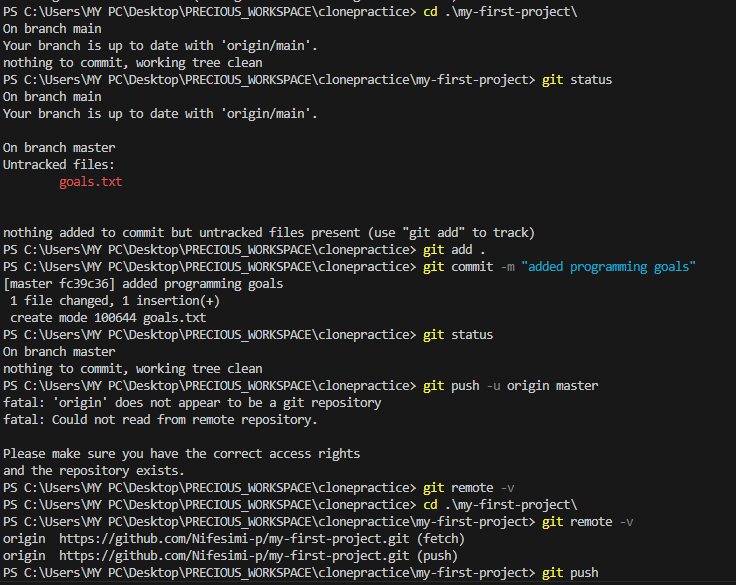 PS C:\Users\MY PC\Desktop\PRECIOUS_WORKSPACE\clonepractice> cd .\my-first-project\
On branch main
Your branch is up to date with 'origin/main'.
nothing to commit, working tree clean
PS C:\Users\MY PC\Desktop\PRECIOUS_WORKSPACE\clonepractice\my-first-project> git status
On branch main
Your branch is up to date with 'origin/main'.

On branch master
Untracked files:
        goals.txt


nothing added to commit but untracked files present (use "git add" to track)
PS C:\Users\MY PC\Desktop\PRECIOUS_WORKSPACE\clonepractice> git add .
PS C:\Users\MY PC\Desktop\PRECIOUS_WORKSPACE\clonepractice> git commit -m "added programming goals"
[master fc39c36] added programming goals
 1 file changed, 1 insertion(+)
 create mode 100644 goals.txt
PS C:\Users\MY PC\Desktop\PRECIOUS_WORKSPACE\clonepractice> git status
On branch master
nothing to commit, working tree clean
PS C:\Users\MY PC\Desktop\PRECIOUS_WORKSPACE\clonepractice> git push -u origin master
fatal: 'origin' does not appear to be a git repository
fatal: Could not read from remote repository.

Please make sure you have the correct access rights
and the repository exists.
PS C:\Users\MY PC\Desktop\PRECIOUS_WORKSPACE\clonepractice> git remote -v
PS C:\Users\MY PC\Desktop\PRECIOUS_WORKSPACE\clonepractice> cd .\my-first-project\
PS C:\Users\MY PC\Desktop\PRECIOUS_WORKSPACE\clonepractice\my-first-project> git remote -v
origin  https://github.com/Nifesimi-p/my-first-project.git (fetch)
origin  https://github.com/Nifesimi-p/my-first-project.git (push)
PS C:\Users\MY PC\Desktop\PRECIOUS_WORKSPACE\clonepractice\my-first-project> git push